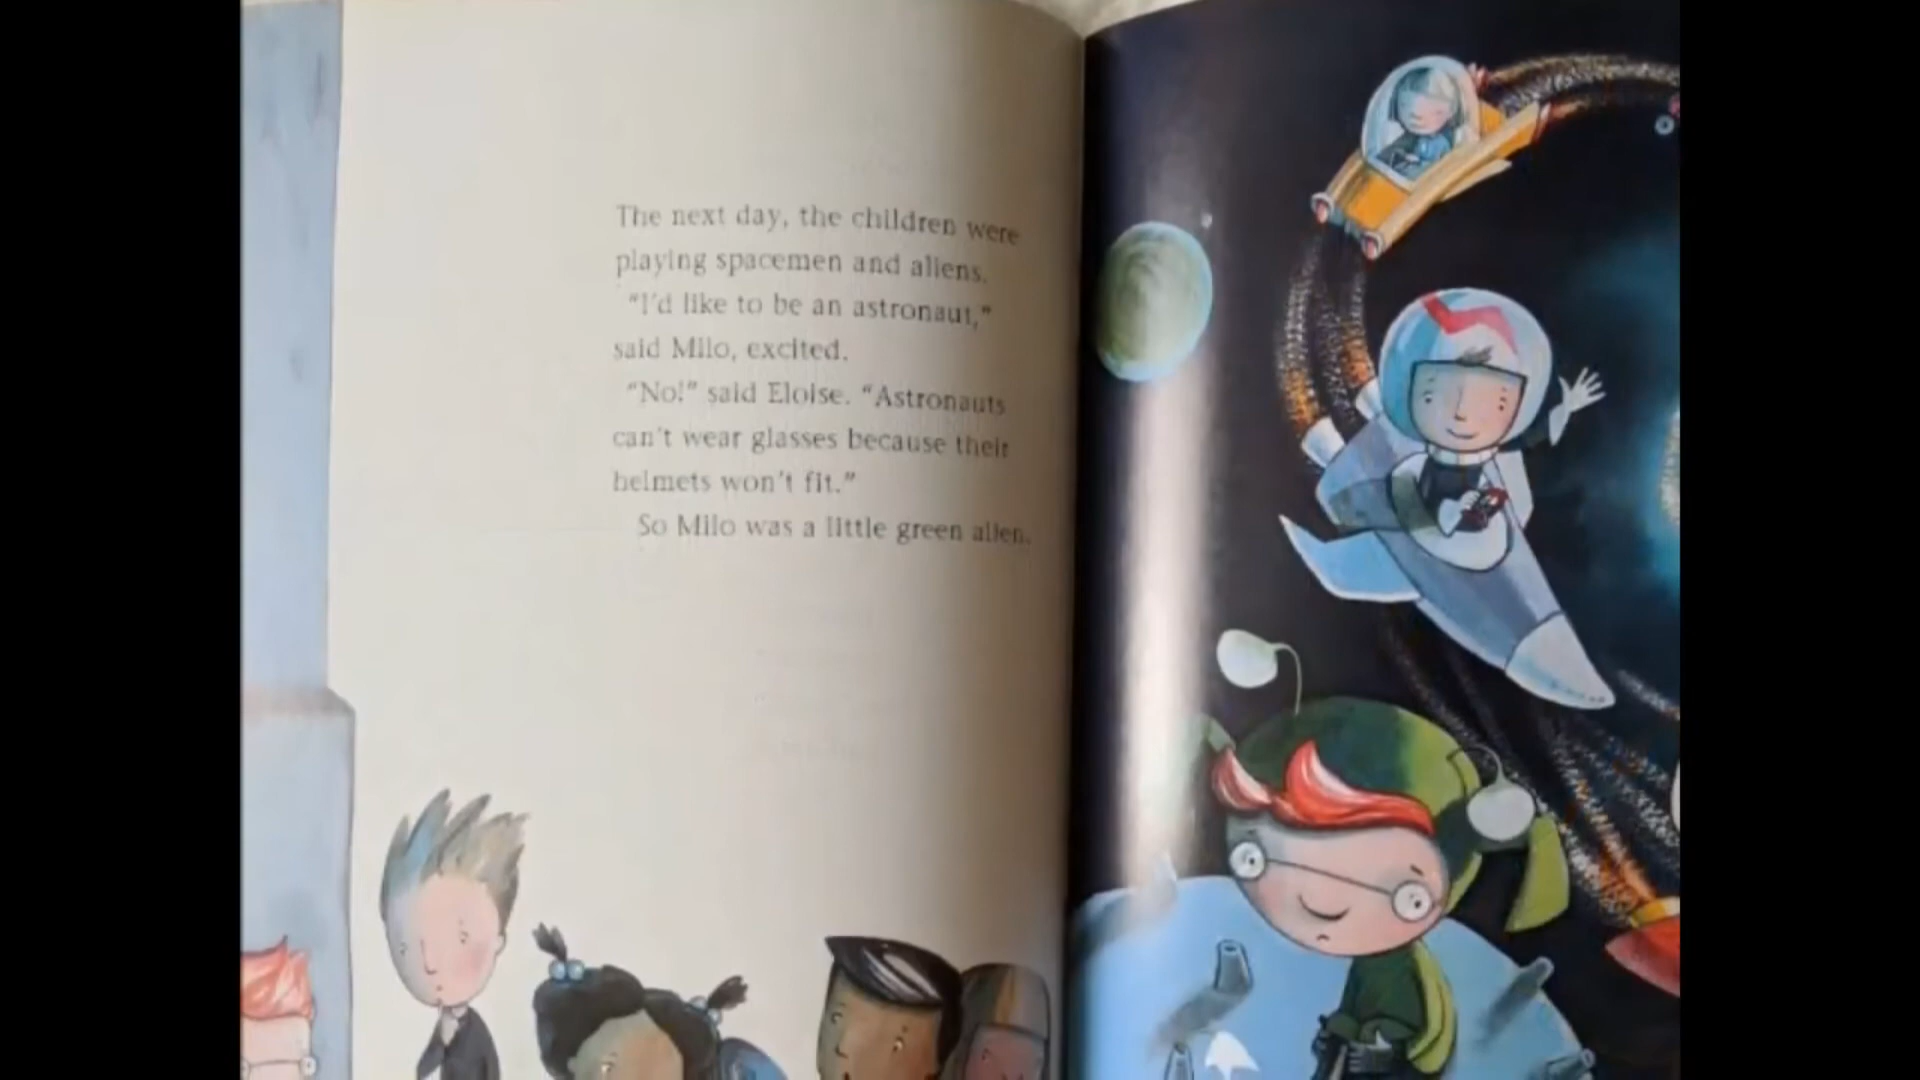 The next day, the children were
playing spacemen and aliens.
"I'd like to be an astronaut,"
said Milo, excited.
"No!" said Eloise. "Astronauts
can't wear glasses because their
helmets won't fit."
So Milo was a little green alien.